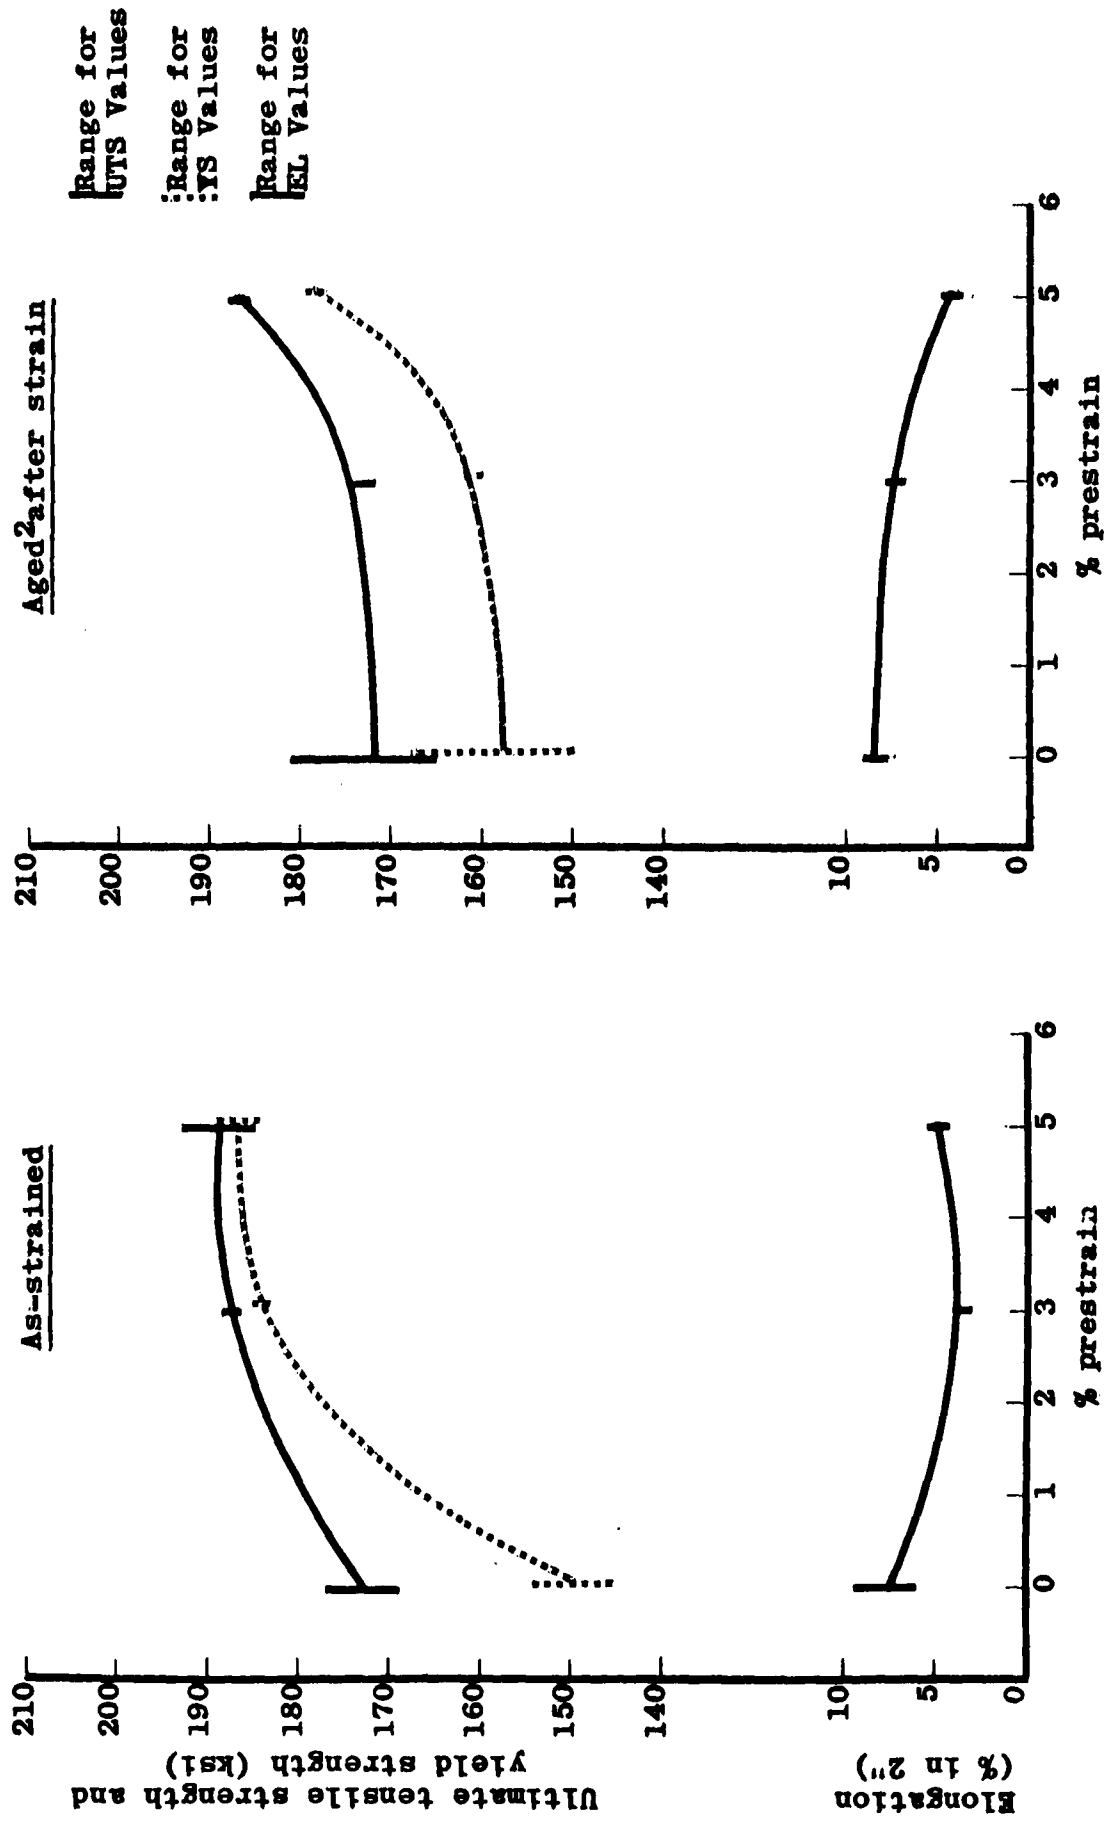 As-strained
Aged2after strain
Range for
UTS Values
Range for
YS Values
Range for
EL Values
Ultimate tensile strength and
yield strength (ksi)
210
200
190
180
170
160
150
140
Elongation
(% in 2")
10
5
0
0 1 2 3 4 5 6
% prestrain
210
200
190
180
170
160
150
140
10
5
0
0 1 2 3 4 5 6
% prestrain